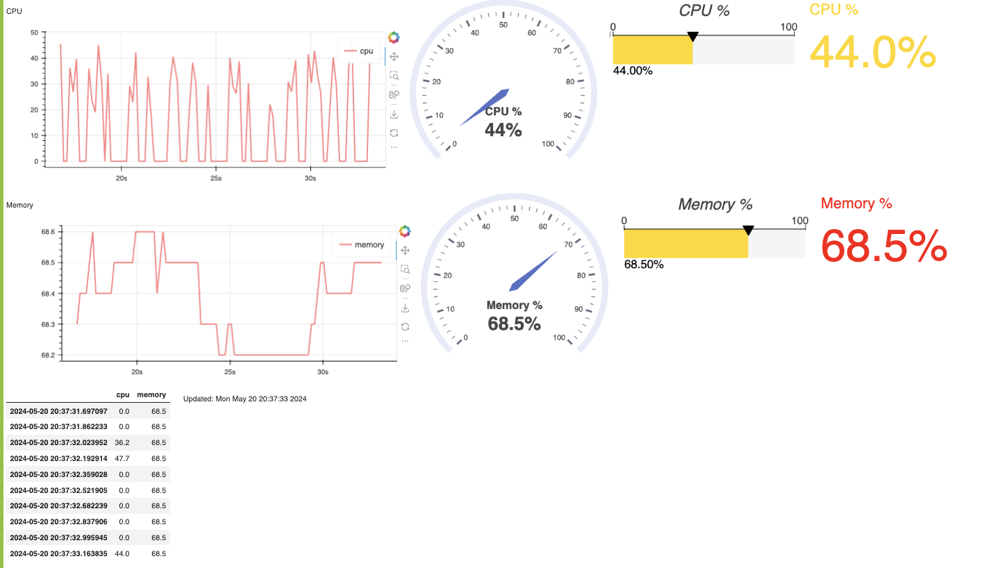 CPU
50
40
30
20
10
0
20s
25s
30s
cpu
0
10
20
30
40
50
60
70
80
90
100
CPU %
44%
CPU %
0
100
44.00%
CPU %
44.0%
Memory
68.6
68.5
68.4
68.3
68.2
20s
25s
30s
memory
0
10
20
30
40
50
60
70
80
90
100
Memory %
68.5%
Memory %
0
100
68.50%
Memory %
68.5%
cpu memory
2024-05-20 20:37:31.697097 0.0 68.5
2024-05-20 20:37:31.862233 0.0 68.5
2024-05-20 20:37:32.023952 36.2 68.5
2024-05-20 20:37:32.192914 47.7 68.5
2024-05-20 20:37:32.359028 0.0 68.5
2024-05-20 20:37:32.521905 0.0 68.5
2024-05-20 20:37:32.682239 0.0 68.5
2024-05-20 20:37:32.837906 0.0 68.5
2024-05-20 20:37:32.995945 0.0 68.5
2024-05-20 20:37:33.163835 44.0 68.5
Updated: Mon May 20 20:37:33 2024